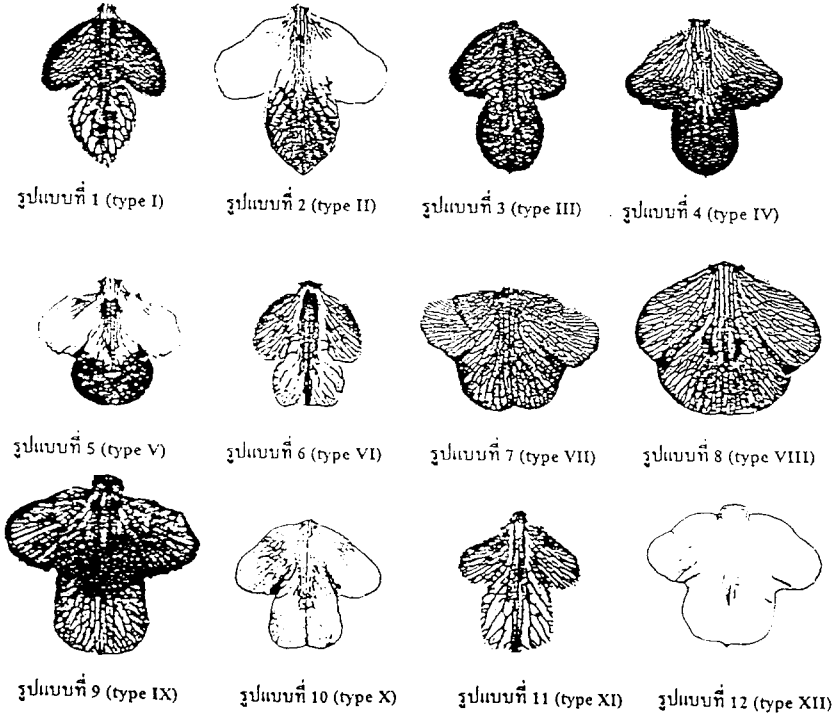 รูปแบบที่ 1 (type I)
รูปแบบที่ 2 (type II)
รูปแบบที่ 3 (type III)
รูปแบบที่ 4 (type IV)
รูปแบบที่ 5 (type V)
รูปแบบที่ 6 (type VI)
รูปแบบที่ 7 (type VII)
รูปแบบที่ 8 (type VIII)
รูปแบบที่ 9 (type IX)
รูปแบบที่ 10 (type X)
รูปแบบที่ 11 (type XI)
รูปแบบที่ 12 (type XII)